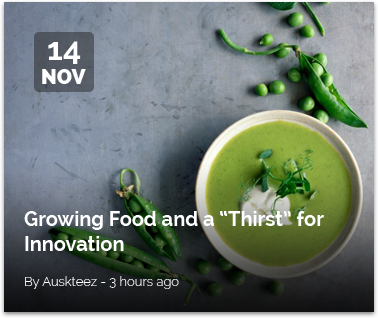 14
NOV
Growing Food and a “Thirst” for
Innovation
By Auskteez - 3 hours ago